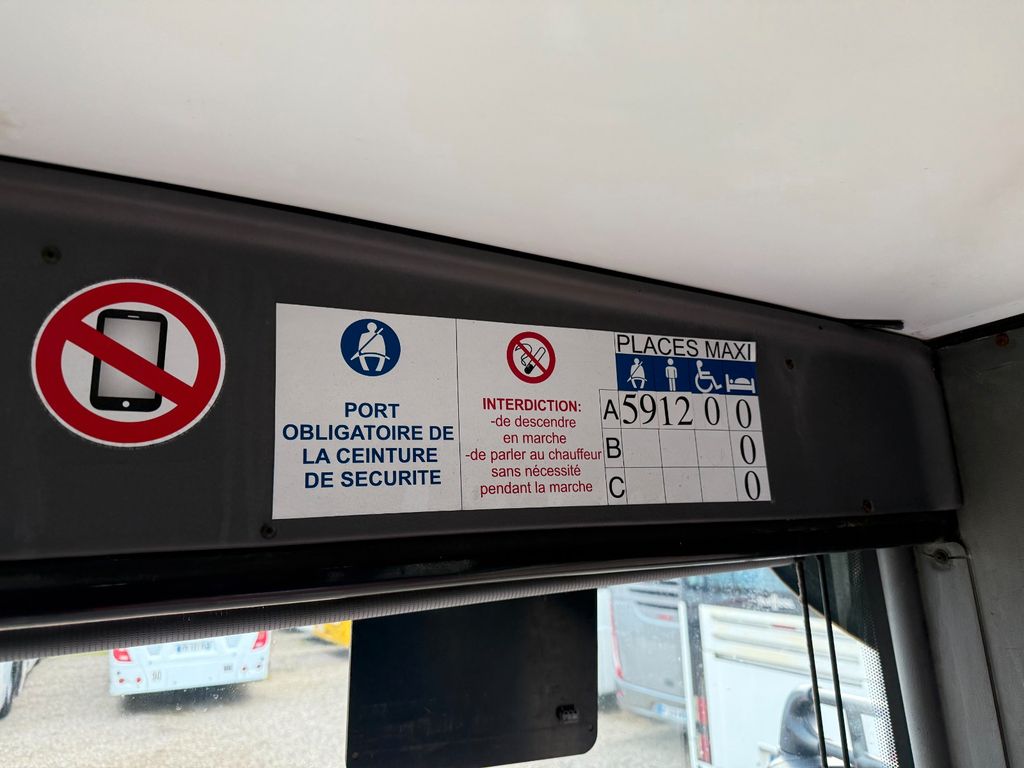 PORT
OBLIGATOIRE DE
LA CEINTURE
DE SECURITE
INTERDICTION:
-de descendre
en marche
-de parler au chauffeur
sans nécessité
pendant la marche
PLACES MAXI
A 59 12 0 0
B 0
C 0